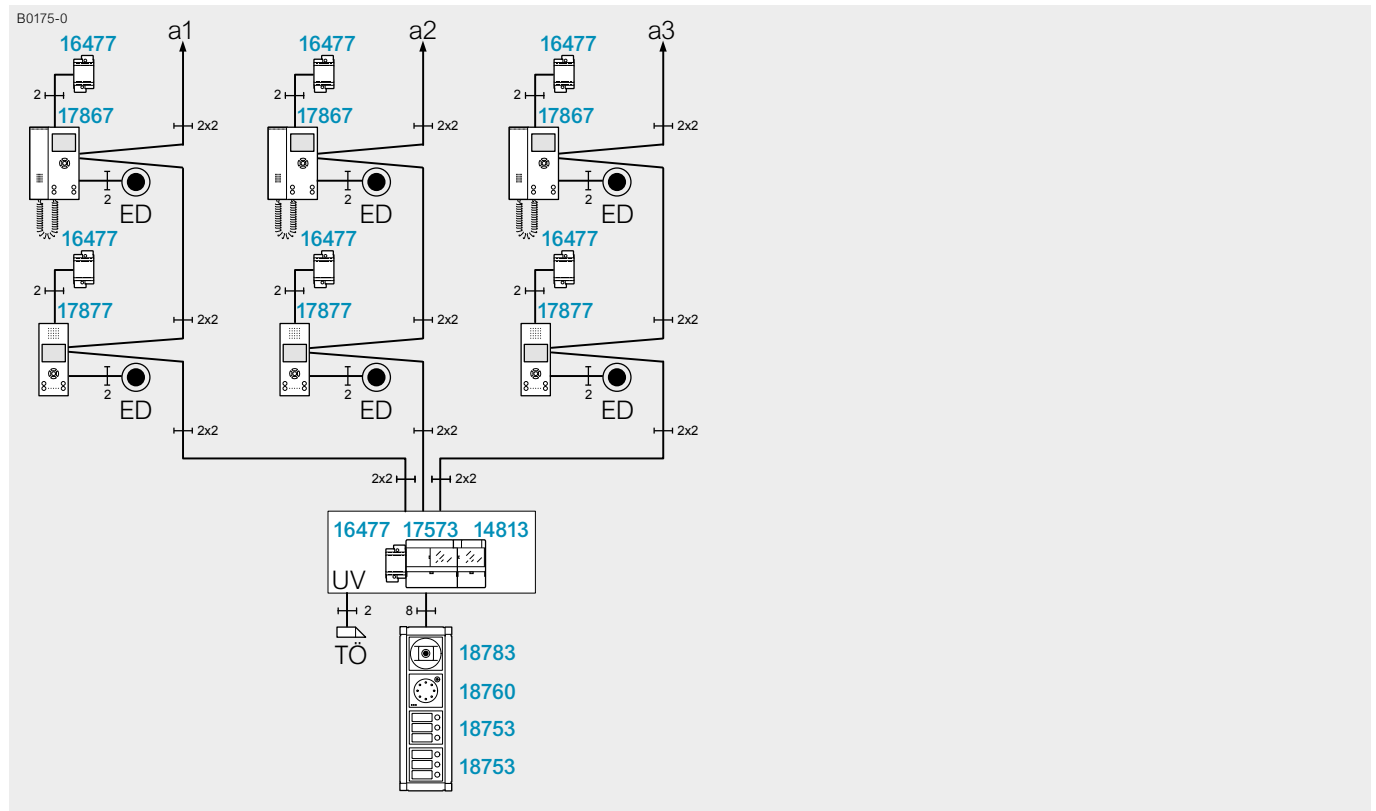 B0175-0
a1 a2 a3
16477 16477 16477
2 2 2
17867 17867 17867
2x2 2x2 2x2
2 2 2
ED ED ED
16477 16477 16477
2 2 2
17877 17877 17877
2x2 2x2 2x2
2 2 2
ED ED ED
2x2 2x2 2x2
2x2 2x2
16477 17573 14813
UV
2 8
TÖ
18783
18760
18753
18753